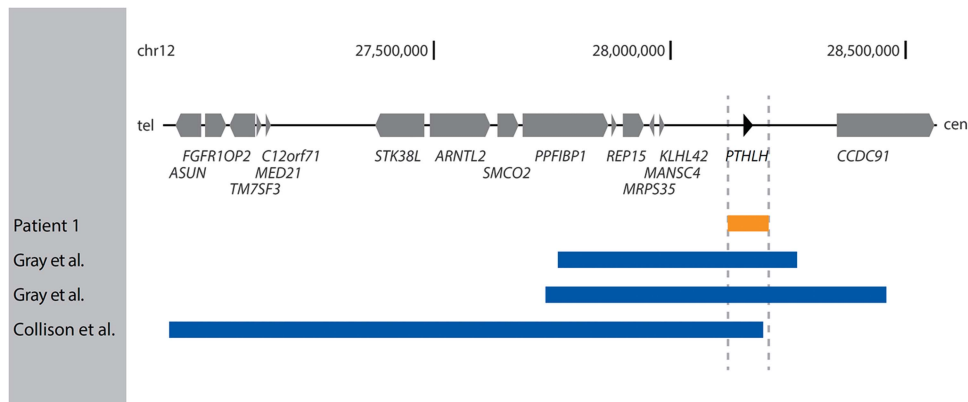 chr12 27,500,000 28,000,000 28,500,000
tel cen
FGFR1OP2 C12orf71 STK38L ARNTL2 PPFIBP1 REP15 KLHL42 PTHLH CCDC91
ASUN MED21 SMCO2 MANSC4
TM7SF3 MRPS35
Patient 1
Gray et al.
Gray et al.
Collison et al.